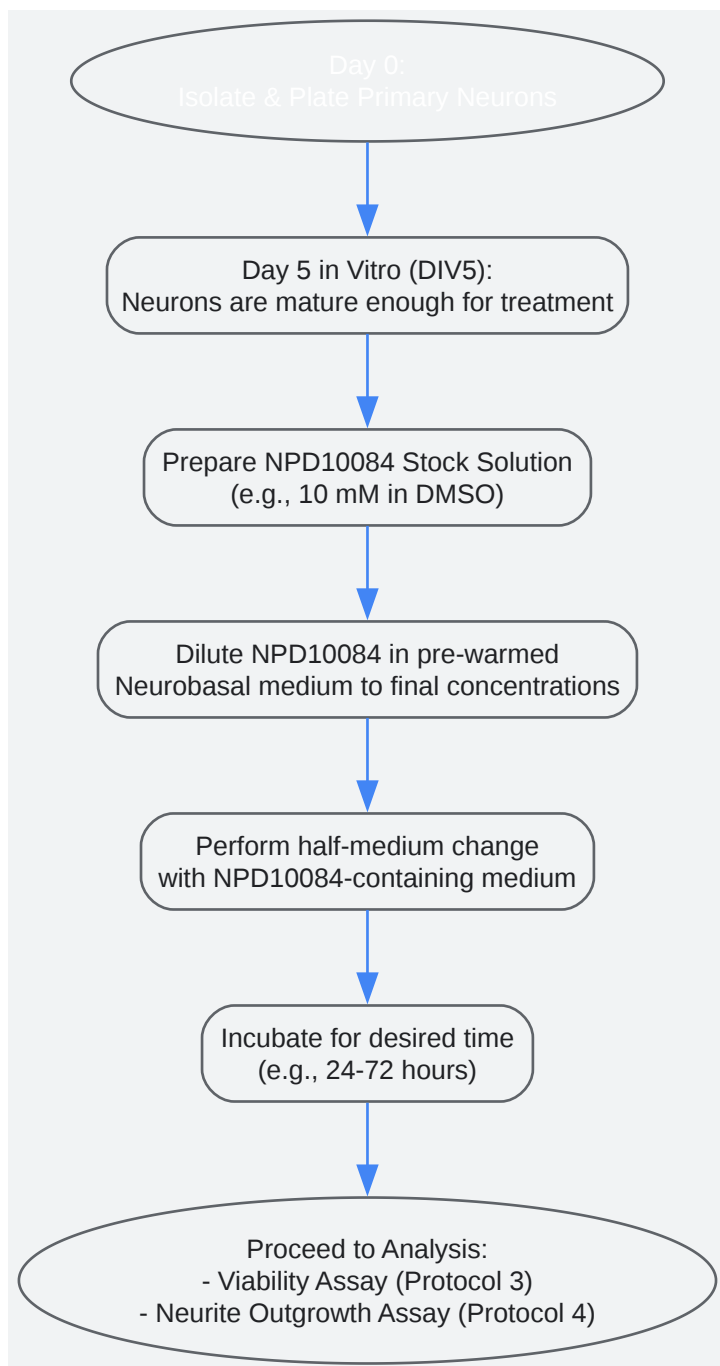 Day 0:
Isolate & Plate Primary Neurons
Day 5 in Vitro (DIV5):
Neurons are mature enough for treatment
Prepare NPD10084 Stock Solution
(e.g., 10 mM in DMSO)
Dilute NPD10084 in pre-warmed
Neurobasal medium to final concentrations
Perform half-medium change
with NPD10084-containing medium
Incubate for desired time
(e.g., 24-72 hours)
Proceed to Analysis:
- Viability Assay (Protocol 3)
- Neurite Outgrowth Assay (Protocol 4)